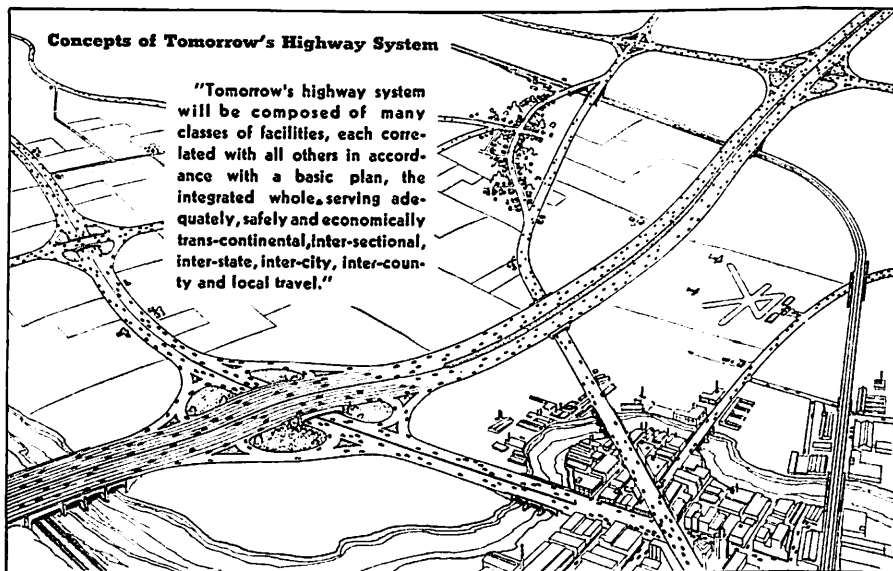 Concepts of Tomorrow's Highway System
"Tomorrow's highway system
will be composed of many
classes of facilities, each corre-
lated with all others in accord-
ance with a basic plan, the
integrated whole. serving ade-
quately, safely and economically
trans-continental, inter-sectional,
inter-state, inter-city, inter-coun-
ty and local travel."